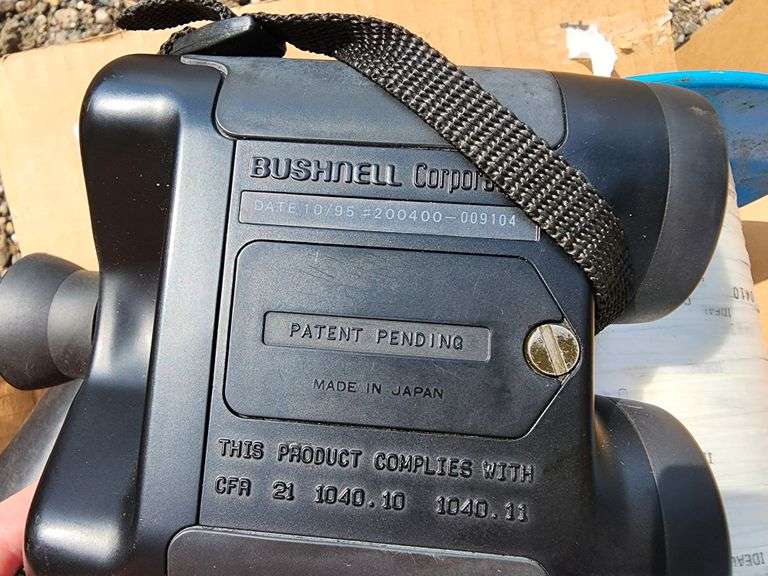 BUSHNELL
DATE 10/95 #200400-009104
PATENT PENDING
MADE IN JAPAN
THIS PRODUCT COMPLIES WITH
CFR 21 1040.10 1040.11